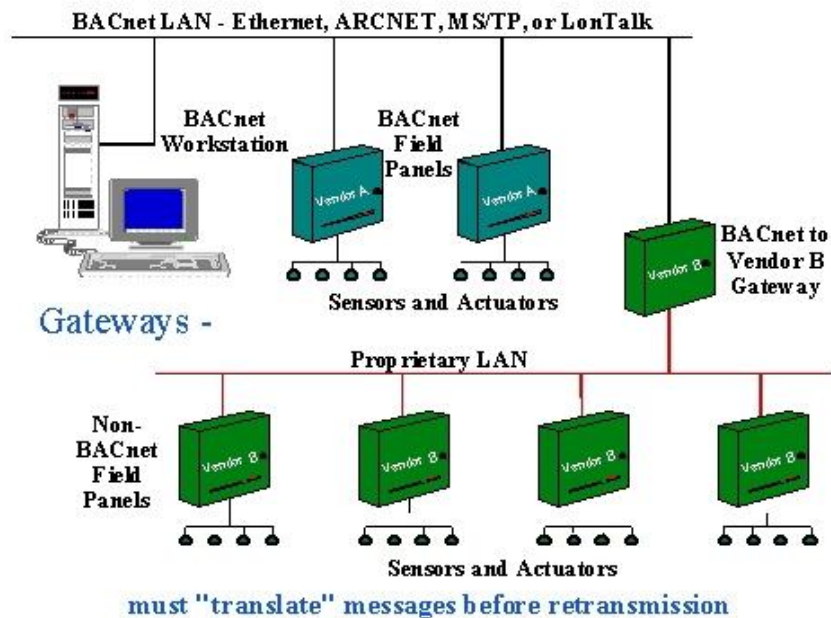 BACnet LAN - Ethernet, ARCNET, MS/TP, or LonTalk
BACnet
Workstation
BACnet
Field
Panels
Vendor A
Vendor A
Sensors and Actuators
BACnet to
Vendor B
Gateway
Vendor B
Gateways -
Proprietary LAN
Non-
BACnet
Field
Panels
Vendor B
Vendor B
Vendor B
Vendor B
Sensors and Actuators
must "translate" messages before retransmission